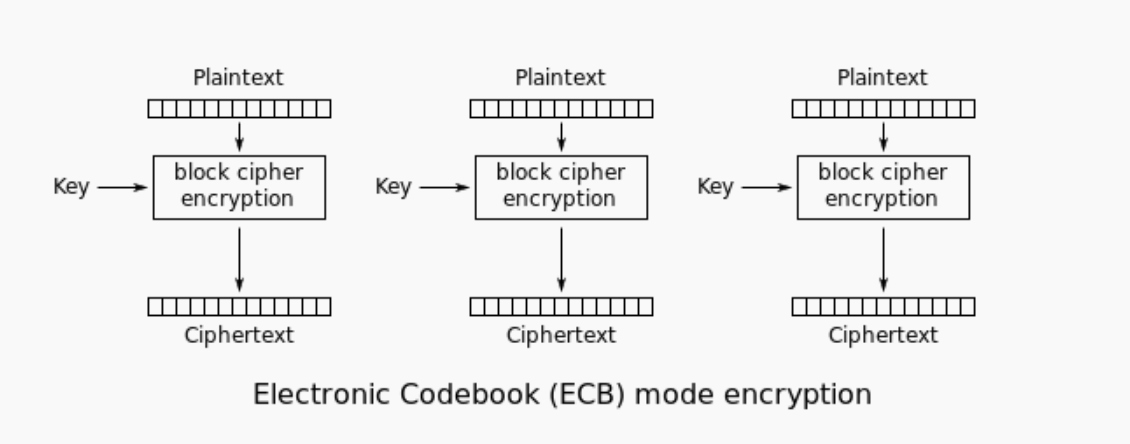 Plaintext Plaintext Plaintext
Key block cipher encryption Key block cipher encryption Key block cipher encryption
Ciphertext Ciphertext Ciphertext
Electronic Codebook (ECB) mode encryption